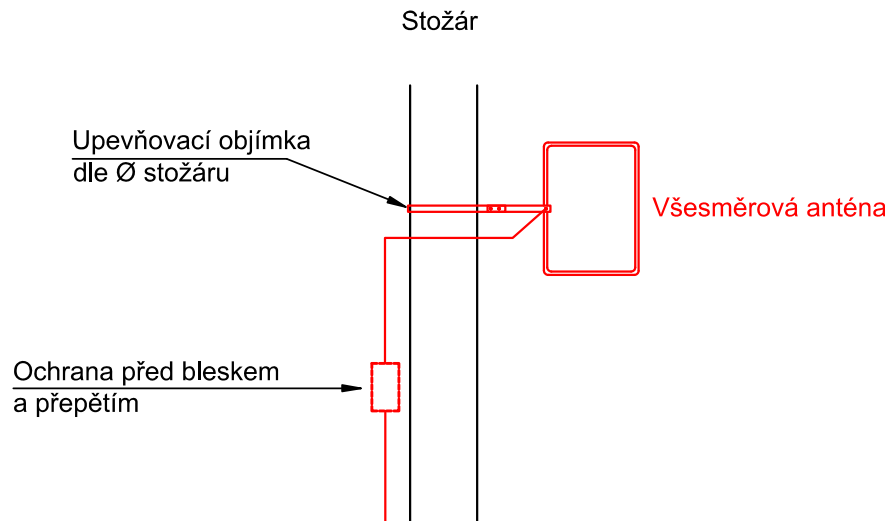 Stožár
Upevňovací objímka
dle Ø stožáru
Všesměrová anténa
Ochrana před bleskem
a přepětím